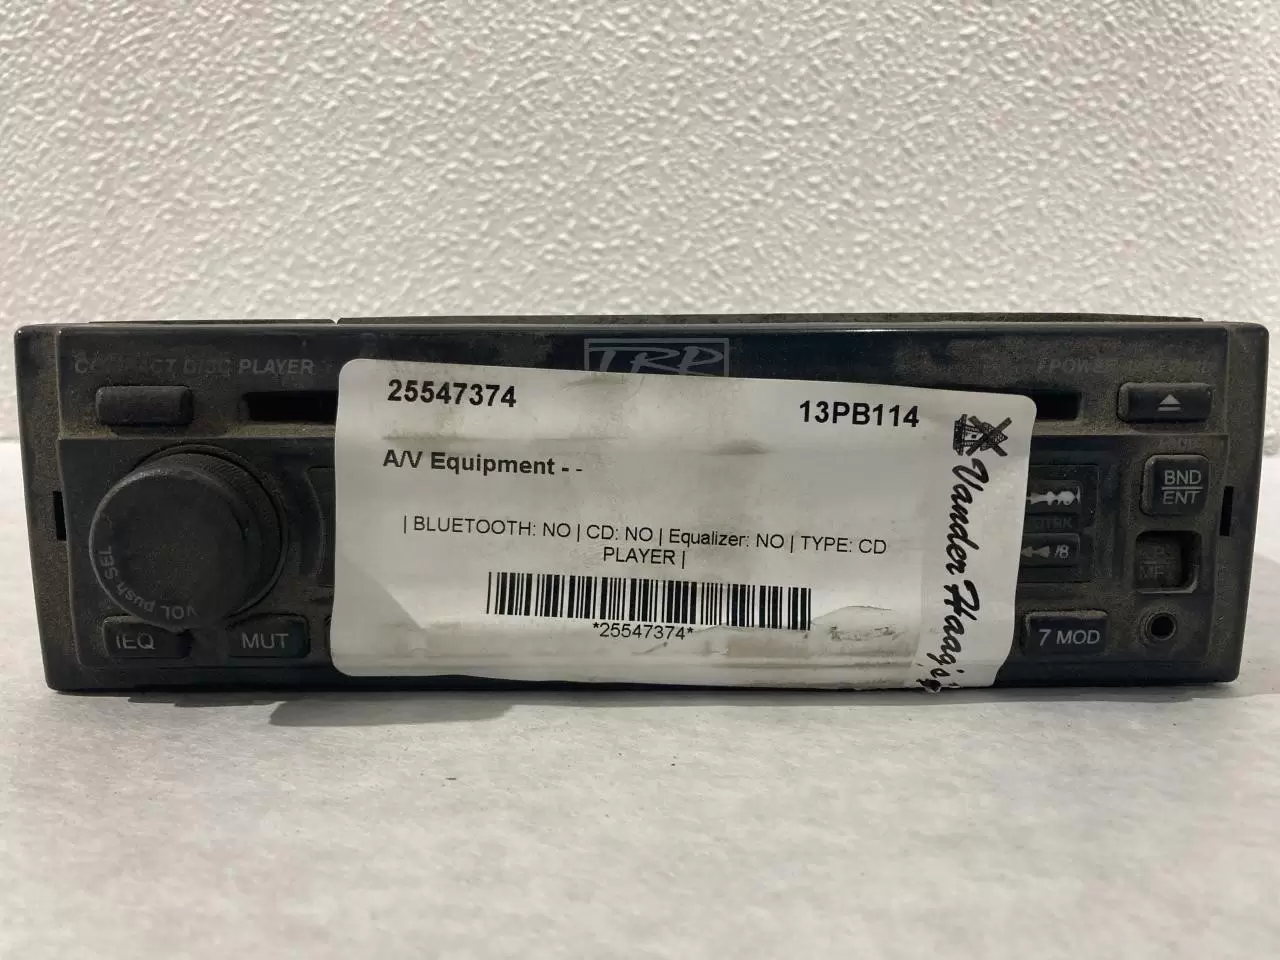 COMPACT DISC PLAYER
TRP
25547374
13PB114
A/V Equipment - -
| BLUETOOTH: NO | CD: NO | Equalizer: NO | TYPE: CD
PLAYER |
*25547374*
Vander Haag's
VOL push SEL
IEQ
MUT
BND
ENT
TRK
/8
7 MOD